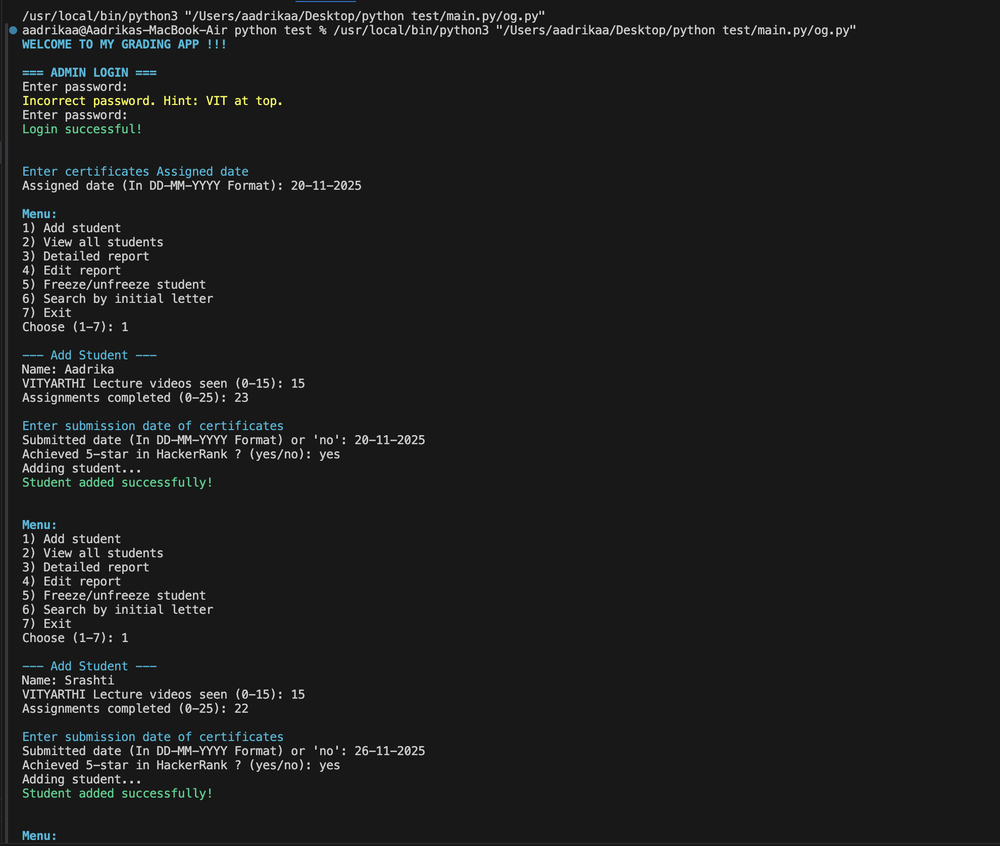 /usr/local/bin/python3 "/Users/aadrikaa/Desktop/python test/main.py/og.py"
aadrikaa@Aadrikas-MacBook-Air python test % /usr/local/bin/python3 "/Users/aadrikaa/Desktop/python test/main.py/og.py"
WELCOME TO MY GRADING APP !!!
=== ADMIN LOGIN ===
Enter password:
Incorrect password. Hint: VIT at top.
Enter password:
Login successful!
Enter certificates Assigned date
Assigned date (In DD-MM-YYYY Format): 20-11-2025
Menu:
1) Add student
2) View all students
3) Detailed report
4) Edit report
5) Freeze/unfreeze student
6) Search by initial letter
7) Exit
Choose (1-7): 1
--- Add Student ---
Name: Aadrika
VITYARTHI Lecture videos seen (0-15): 15
Assignments completed (0-25): 23
Enter submission date of certificates
Submitted date (In DD-MM-YYYY Format) or 'no': 20-11-2025
Achieved 5-star in HackerRank ? (yes/no): yes
Adding student...
Student added successfully!
Menu:
1) Add student
2) View all students
3) Detailed report
4) Edit report
5) Freeze/unfreeze student
6) Search by initial letter
7) Exit
Choose (1-7): 1
--- Add Student ---
Name: Srashti
VITYARTHI Lecture videos seen (0-15): 15
Assignments completed (0-25): 22
Enter submission date of certificates
Submitted date (In DD-MM-YYYY Format) or 'no': 26-11-2025
Achieved 5-star in HackerRank ? (yes/no): yes
Adding student...
Student added successfully!
Menu: